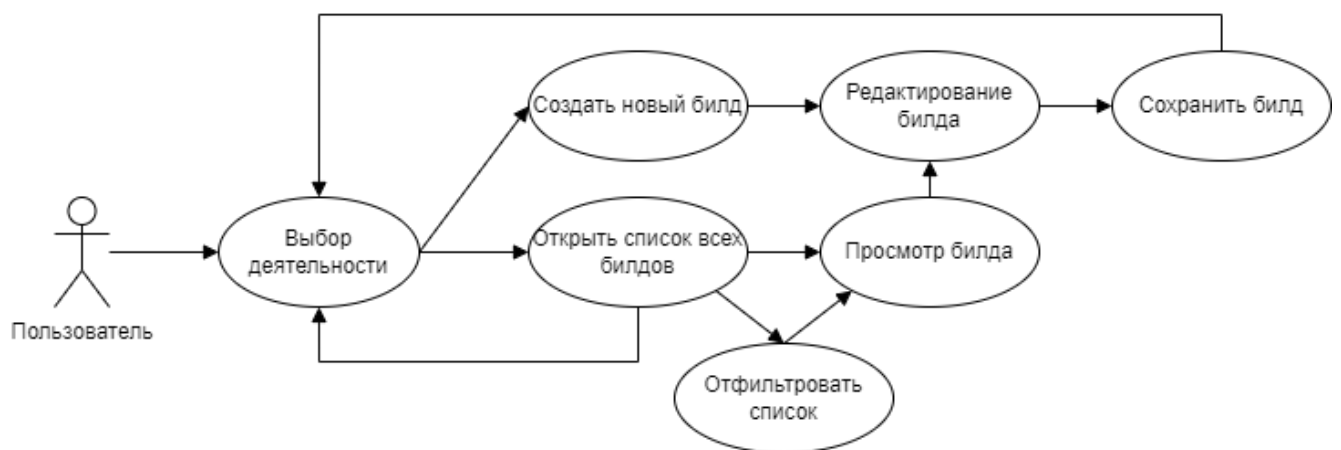 Создать новый билд
Редактирование
билда
Сохранить билд
Пользователь
Выбор
деятельности
Открыть список всех
билдов
Просмотр билда
Отфильтровать
список